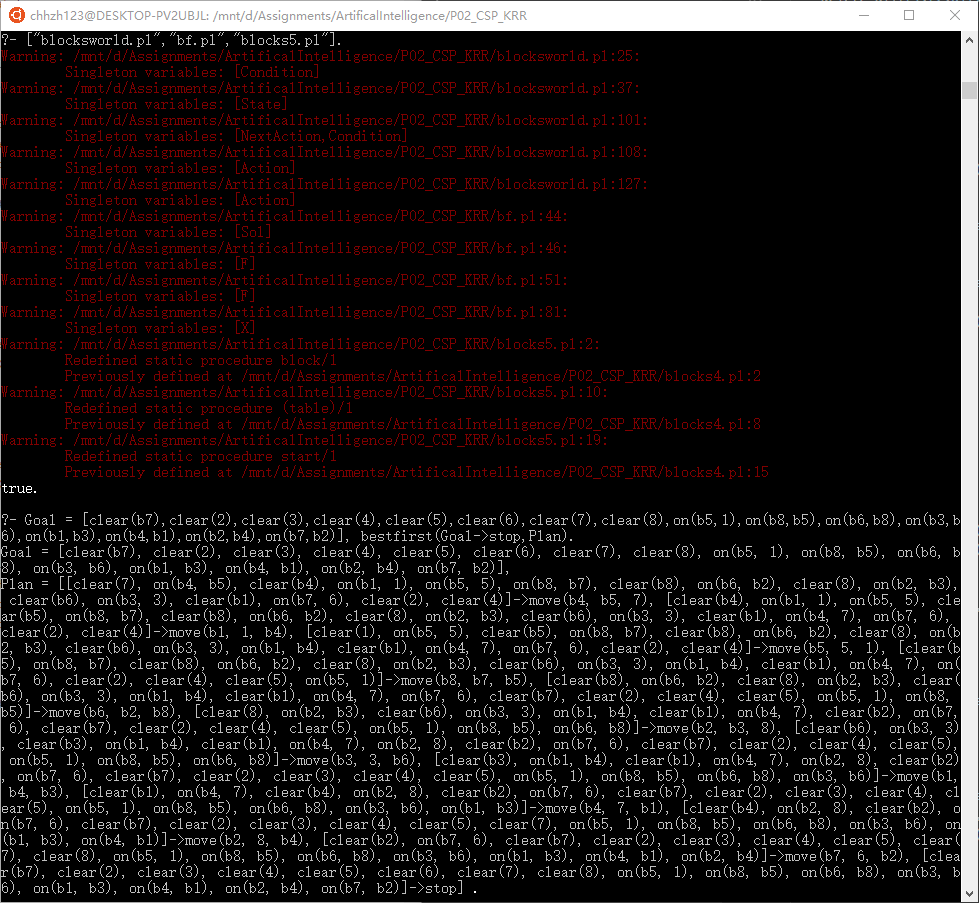 chhzh123@DESKTOP-PV2UBJL: /mnt/d/Assignments/ArtificalIntelligence/P02_CSP_KRR
?- ["blocksworld.pl","bf.pl","blocks5.pl"].
Warning: /mnt/d/Assignments/ArtificalIntelligence/P02_CSP_KRR/blocksworld.pl:25:
Singleton variables: [Condition]
Warning: /mnt/d/Assignments/ArtificalIntelligence/P02_CSP_KRR/blocksworld.pl:37:
Singleton variables: [State]
Warning: /mnt/d/Assignments/ArtificalIntelligence/P02_CSP_KRR/blocksworld.pl:101:
Singleton variables: [NextAction,Condition]
Warning: /mnt/d/Assignments/ArtificalIntelligence/P02_CSP_KRR/blocksworld.pl:103:
Singleton variables: [Action]
Warning: /mnt/d/Assignments/ArtificalIntelligence/P02_CSP_KRR/blocksworld.pl:127:
Singleton variables: [Action]
Warning: /mnt/d/Assignments/ArtificalIntelligence/P02_CSP_KRR/bf.pl:44:
Singleton variables: [Sol]
Warning: /mnt/d/Assignments/ArtificalIntelligence/P02_CSP_KRR/bf.pl:46:
Singleton variables: [F]
Warning: /mnt/d/Assignments/ArtificalIntelligence/P02_CSP_KRR/bf.pl:51:
Singleton variables: [F]
Warning: /mnt/d/Assignments/ArtificalIntelligence/P02_CSP_KRR/bf.pl:31:
Singleton variables: [X]
Warning: /mnt/d/Assignments/ArtificalIntelligence/P02_CSP_KRR/blocks5.pl:2:
Redefined static procedure block/1
Previously defined at /mnt/d/Assignments/ArtificalIntelligence/P02_CSP_KRR/blocks4.pl:2
Warning: /mnt/d/Assignments/ArtificalIntelligence/P02_CSP_KRR/blocks5.pl:10:
Redefined static procedure (table)/1
Previously defined at /mnt/d/Assignments/ArtificalIntelligence/P02_CSP_KRR/blocks4.pl:3
Warning: /mnt/d/Assignments/ArtificalIntelligence/P02_CSP_KRR/blocks5.pl:19:
Redefined static procedure start/1
Previously defined at /mnt/d/Assignments/ArtificalIntelligence/P02_CSP_KRR/blocks4.pl:15
true.
?- Goal = [clear(b7),clear(2),clear(3),clear(4),clear(5),clear(6),clear(7),clear(8),on(b5,1),on(b8,b5),on(b6,b8),on(b3,b
6),on(b1,b3),on(b4,b1),on(b2,b4),on(b7,b2)], bestfirst(Goal->stop,Plan).
Goal = [clear(b7), clear(2), clear(3), clear(4), clear(5), clear(6), clear(7), clear(8), on(b5, 1), on(b8, b5), on(b6, b
8), on(b3, b6), on(b1, b3), on(b4, b1), on(b2, b4), on(b7, b2)],
Plan = [[clear(7), on(b4, b5), clear(b4), on(b1, 1), on(b5, 5), on(b8, b7), clear(b8), on(b6, b2), clear(8), on(b2, b3),
 clear(b6), on(b3, 3), clear(b1), on(b7, 6), clear(2), clear(4)]->move(b4, b5, 7), [clear(b4), on(b1, 1), on(b5, 5), cle
ar(b5), on(b8, b7), clear(b8), on(b6, b2), clear(8), on(b2, b3), clear(b6), on(b3, 3), clear(b1), on(b4, 7), on(b7, 6),
clear(2), clear(4)]->move(b1, 1, b4), [clear(1), on(b5, 5), clear(b5), on(b8, b7), clear(b8), on(b6, b2), clear(8), on(b
2, b3), clear(b6), on(b3, 3), on(b1, b4), clear(b1), on(b4, 7), on(b7, 6), clear(2), clear(4)]->move(b5, 5, 1), [clear(b
5), on(b8, b7), clear(b8), on(b6, b2), clear(8), on(b2, b3), clear(b6), on(b3, 3), on(b1, b4), clear(b1), on(b4, 7), on(
b7, 6), clear(2), clear(4), clear(5), on(b5, 1)]->move(b8, b7, b5), [clear(b8), on(b6, b2), clear(8), on(b2, b3), clear(
b6), on(b3, 3), on(b1, b4), clear(b1), on(b4, 7), on(b7, 6), clear(b7), clear(2), clear(4), clear(5), on(b5, 1), on(b8,
b5)]->move(b6, b2, b8), [clear(8), on(b2, b3), clear(b6), on(b3, 3), on(b1, b4), clear(b1), on(b4, 7), clear(b2), on(b7,
 6), clear(b7), clear(2), clear(4), clear(5), on(b5, 1), on(b8, b5), on(b6, b8)]->move(b2, b3, 8), [clear(b6), on(b3, 3)
, clear(b3), on(b1, b4), clear(b1), on(b4, 7), on(b2, 8), clear(b2), on(b7, 6), clear(b7), clear(2), clear(4), clear(5),
 on(b5, 1), on(b8, b5), on(b6, b8)]->move(b3, 3, b6), [clear(b3), on(b1, b4), clear(b1), on(b4, 7), on(b2, 8), clear(b2)
, on(b7, 6), clear(b7), clear(2), clear(3), clear(4), clear(5), on(b5, 1), on(b8, b5), on(b6, b8), on(b3, b6)]->move(b1,
 b4, b3), [clear(b1), on(b4, 7), clear(b4), on(b2, 8), clear(b2), on(b7, 6), clear(b7), clear(2), clear(3), clear(4), cl
ear(5), on(b5, 1), on(b8, b5), on(b6, b8), on(b3, b6), on(b1, b3)]->move(b4, 7, b1), [clear(b4), on(b2, 8), clear(b2), o
n(b7, 6), clear(b7), clear(2), clear(3), clear(4), clear(5), clear(7), on(b5, 1), on(b8, b5), on(b6, b8), on(b3, b6), on
(b1, b3), on(b4, b1)]->move(b2, 8, b4), [clear(b2), on(b7, 6), clear(b7), clear(2), clear(3), clear(4), clear(5), clear(
7), clear(8), on(b5, 1), on(b8, b5), on(b6, b8), on(b3, b6), on(b1, b3), on(b4, b1), on(b2, b4)]->move(b7, 6, b2), [clea
r(b7), clear(2), clear(3), clear(4), clear(5), clear(6), clear(7), clear(8), on(b5, 1), on(b8, b5), on(b6, b8), on(b3, b
6), on(b1, b3), on(b4, b1), on(b2, b4), on(b7, b2)]->stop] .